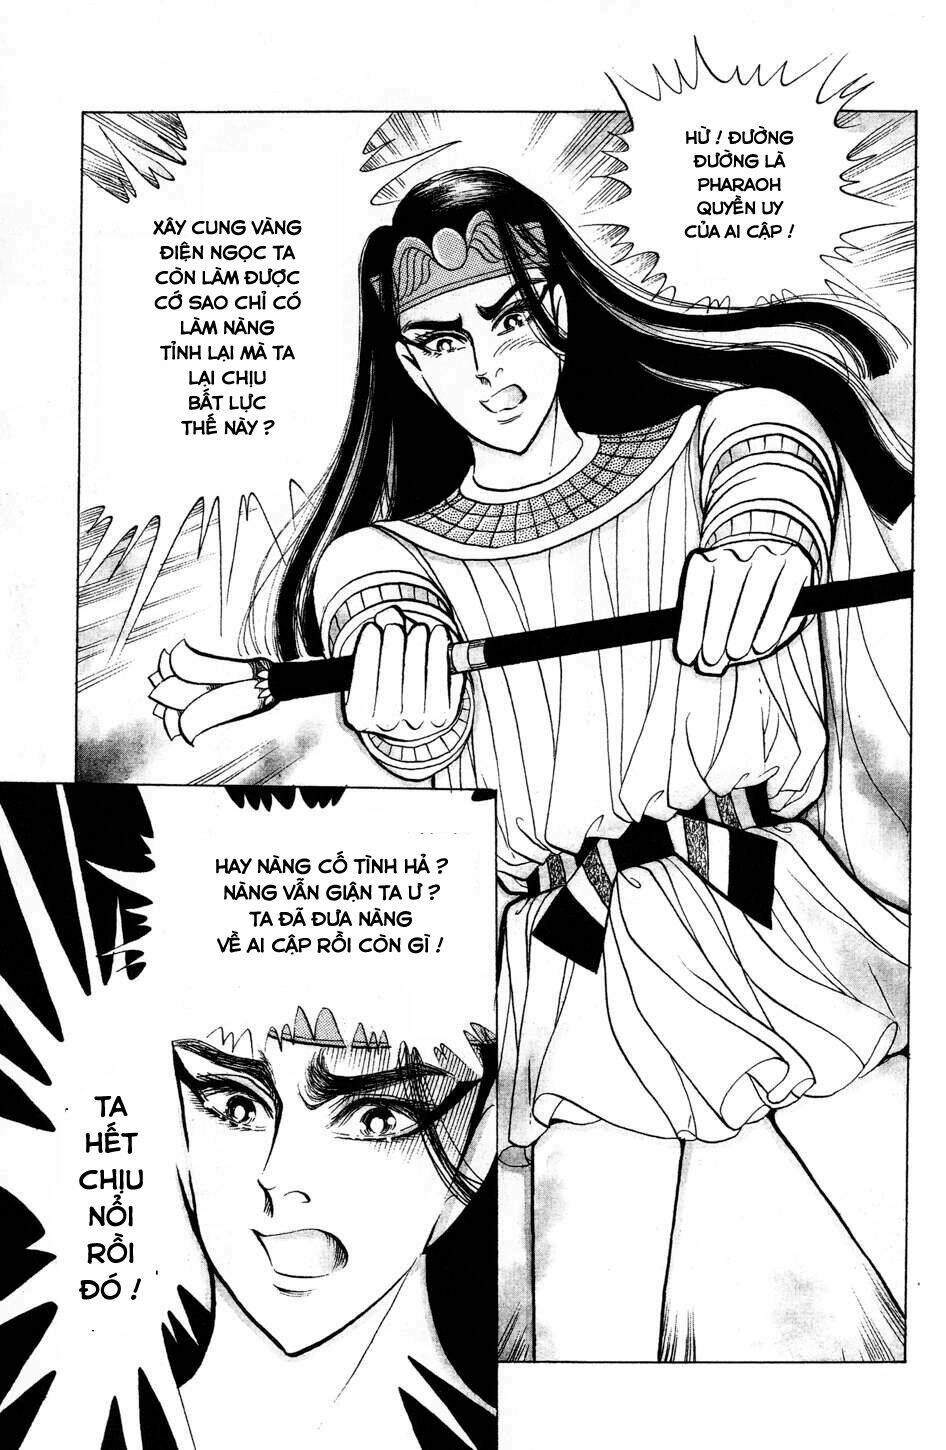 HỪ ! ĐƯỜNG
ĐƯỜNG LÀ
PHARAOH
QUYỀN UY
CỦA AI CẬP !
XÂY CUNG VÀNG
ĐIỆN NGỌC TA
CÒN LÀM ĐƯỢC
CỚ SAO CHỈ CÓ
LÀM NÀNG
TỈNH LẠI MÀ TA
LẠI CHỊU
BẤT LỰC
THẾ NÀY ?
HAY NÀNG CỐ TÌNH HẢ ?
NÀNG VẪN GIẬN TA Ư ?
TA ĐÃ ĐƯA NÀNG
VỀ AI CẬP RỒI CÒN GÌ !
TA
HẾT
CHỊU
NỔI
RỒI
ĐÓ !